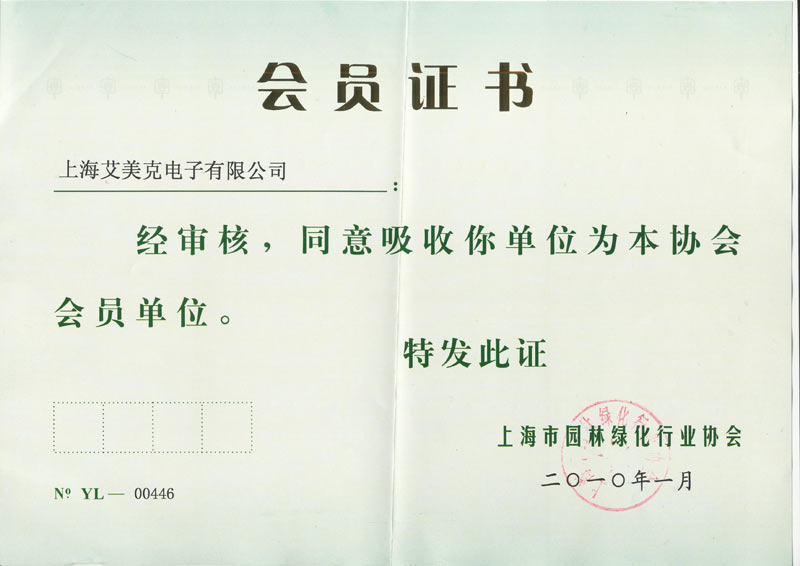 会员证书
上海艾美克电子有限公司：
经审核，同意吸收你单位为本协会
会员单位。
特发此证
上海市园林绿化行业协会
二〇一〇年一月
Nº YL — 00446